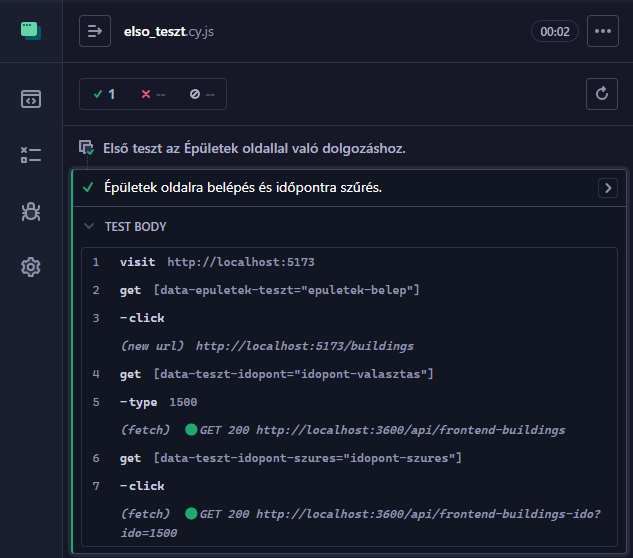 elso_teszt.cy.js
00:02
1 -- --
Első teszt az Épületek oldallal való dolgozáshoz.
Épületek oldalra belépés és időpontra szűrés.
TEST BODY
1 visit http://localhost:5173
2 get [data-epuletek-teszt="epuletek-belep"]
3 -click
(new url) http://localhost:5173/buildings
4 get [data-teszt-idopont="idopont-valasztas"]
5 -type 1500
(fetch) GET 200 http://localhost:3600/api/frontend-buildings
6 get [data-teszt-idopont-szures="idopont-szures"]
7 -click
(fetch) GET 200 http://localhost:3600/api/frontend-buildings-ido?
ido=1500